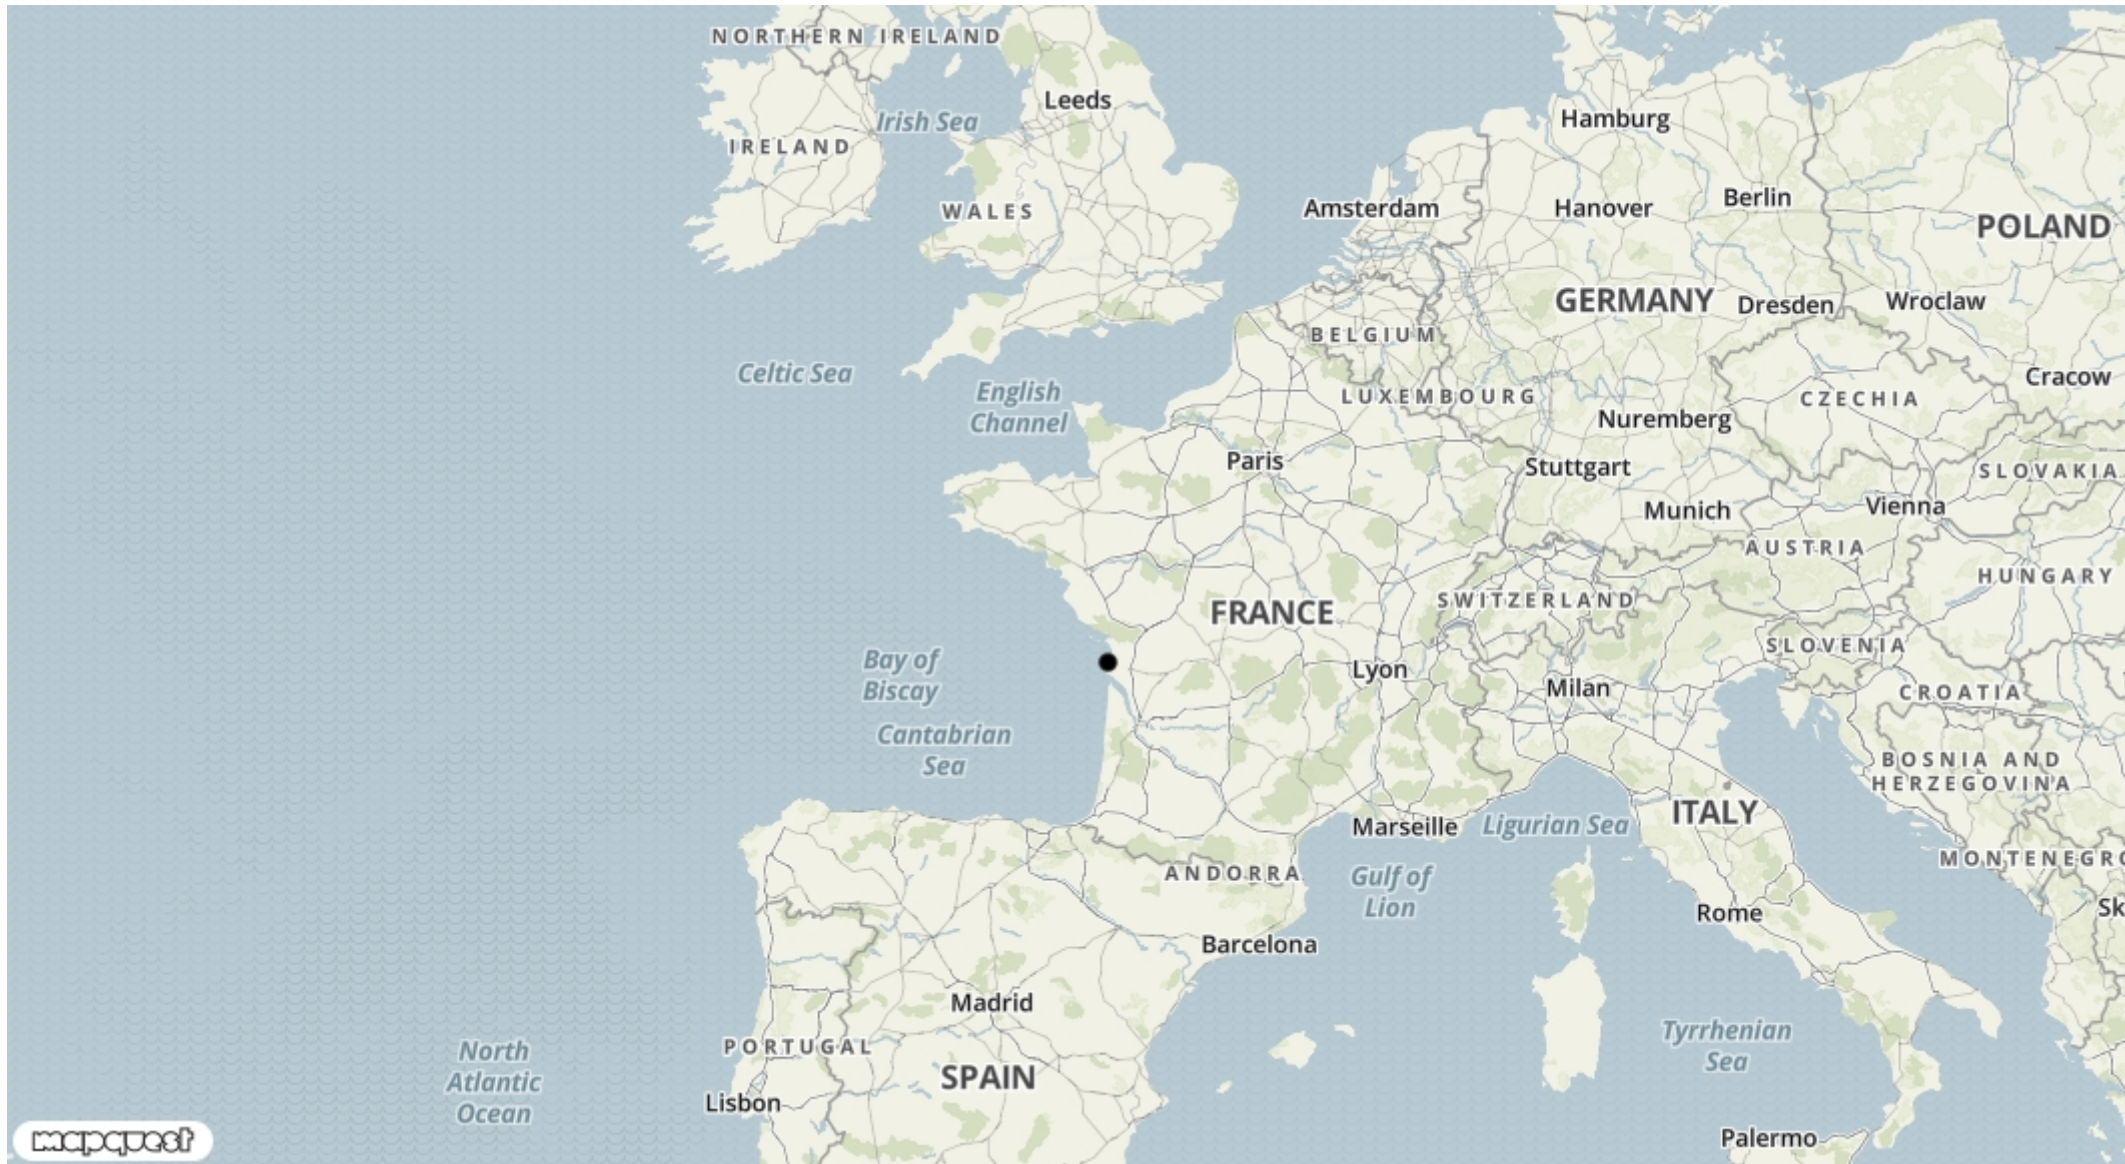 NORTHERN IRELAND
Leeds
Irish Sea
Hamburg
IRELAND
Berlin
Amsterdam
Hanover
WALES
POLAND
GERMANY
Dresden
Wroclaw
BELGIUM
Celtic Sea
Cracow
English
Channel
LUXEMBOURG
CZECHIA
Nuremberg
Paris
Stuttgart
SLOVAKIA
Munich
Vienna
AUSTRIA
HUNGARY
SWITZERLAND
FRANCE
SLOVENIA
Bay of
Biscay
Lyon
Milan
CROATIA
Cantabrian
Sea
BOSNIA AND
HERZEGOVINA
ITALY
Marseille
Ligurian Sea
MONTENEGRO
ANDORRA
Gulf of
Lion
Sk
Rome
Barcelona
Madrid
Tyrrhenian
Sea
PORTUGAL
North
Atlantic
Ocean
SPAIN
Lisbon
Palermo
mapquest